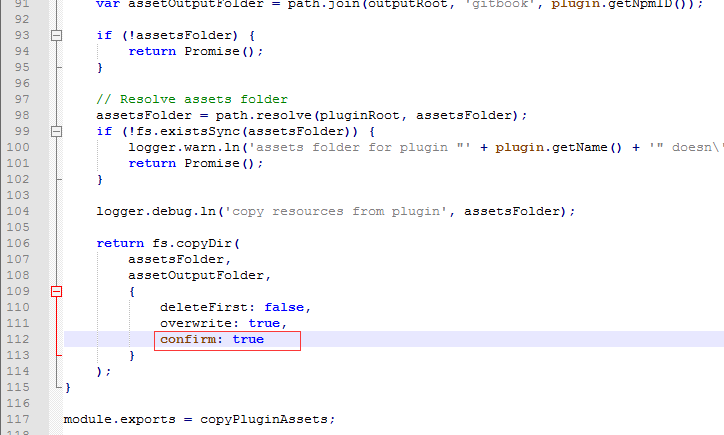 91 var assetOutputFolder = path.join(outputRoot, 'gitbook', plugin.getNpmID());
92
93 if (!assetsFolder) {
94 return Promise();
95 }
96
97 // Resolve assets folder
98 assetsFolder = path.resolve(pluginRoot, assetsFolder);
99 if (!fs.existsSync(assetsFolder)) {
100 logger.warn.ln('assets folder for plugin "' + plugin.getName() + '" doesn\'
101 return Promise();
102 }
103
104 logger.debug.ln('copy resources from plugin', assetsFolder);
105
106 return fs.copyDir(
107 assetsFolder,
108 assetOutputFolder,
109 {
110 deleteFirst: false,
111 overwrite: true,
112 confirm: true
113 }
114 );
115 }
116
117 module.exports = copyPluginAssets;
118